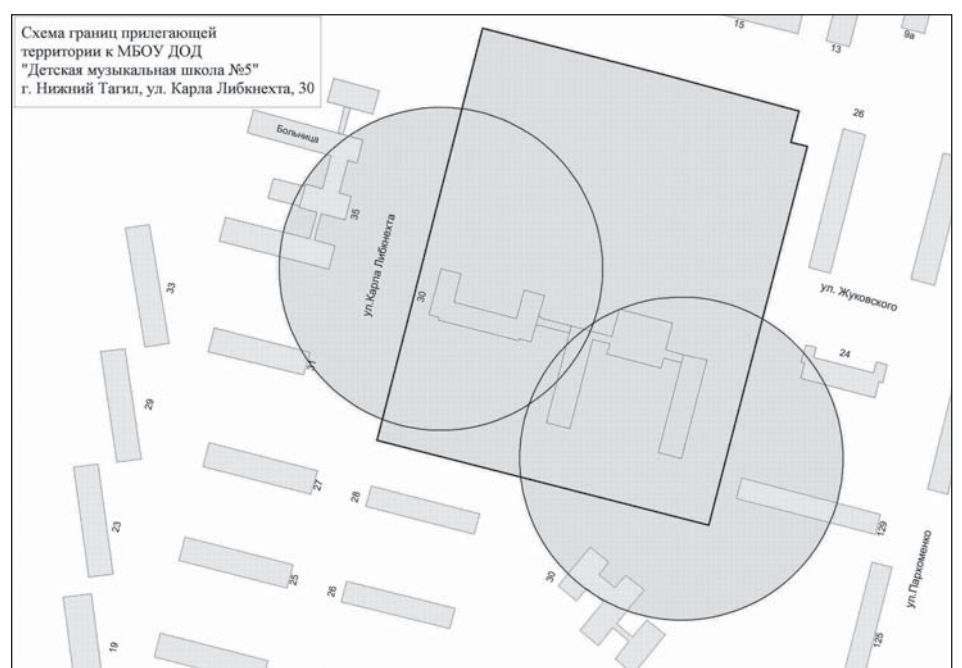 Схема границ прилегающей
территории к МБОУ ДОД
"Детская музыкальная школа №5"
г. Нижний Тагил, ул. Карла Либкнехта, 30
15
13
9а
26
Больница
35
ул.Карла Либкнехта
30
33
ул. Жуковского
24
31
29
27
28
23
129
25
26
30
ул.Пархоменко
19
125